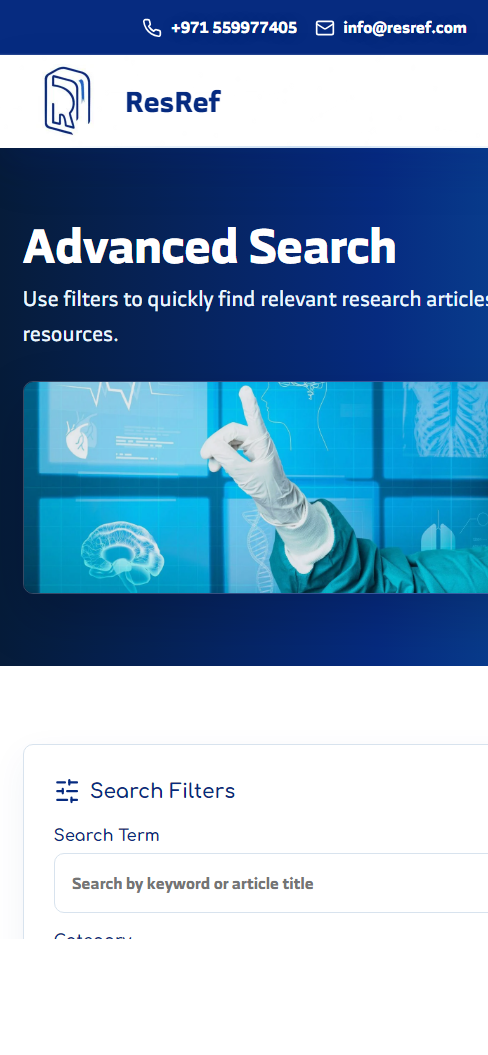 +971 559977405 info@resref.com
ResRef
Advanced Search
Use filters to quickly find relevant research articles
resources.
Search Filters
Search Term
Search by keyword or article title
Category